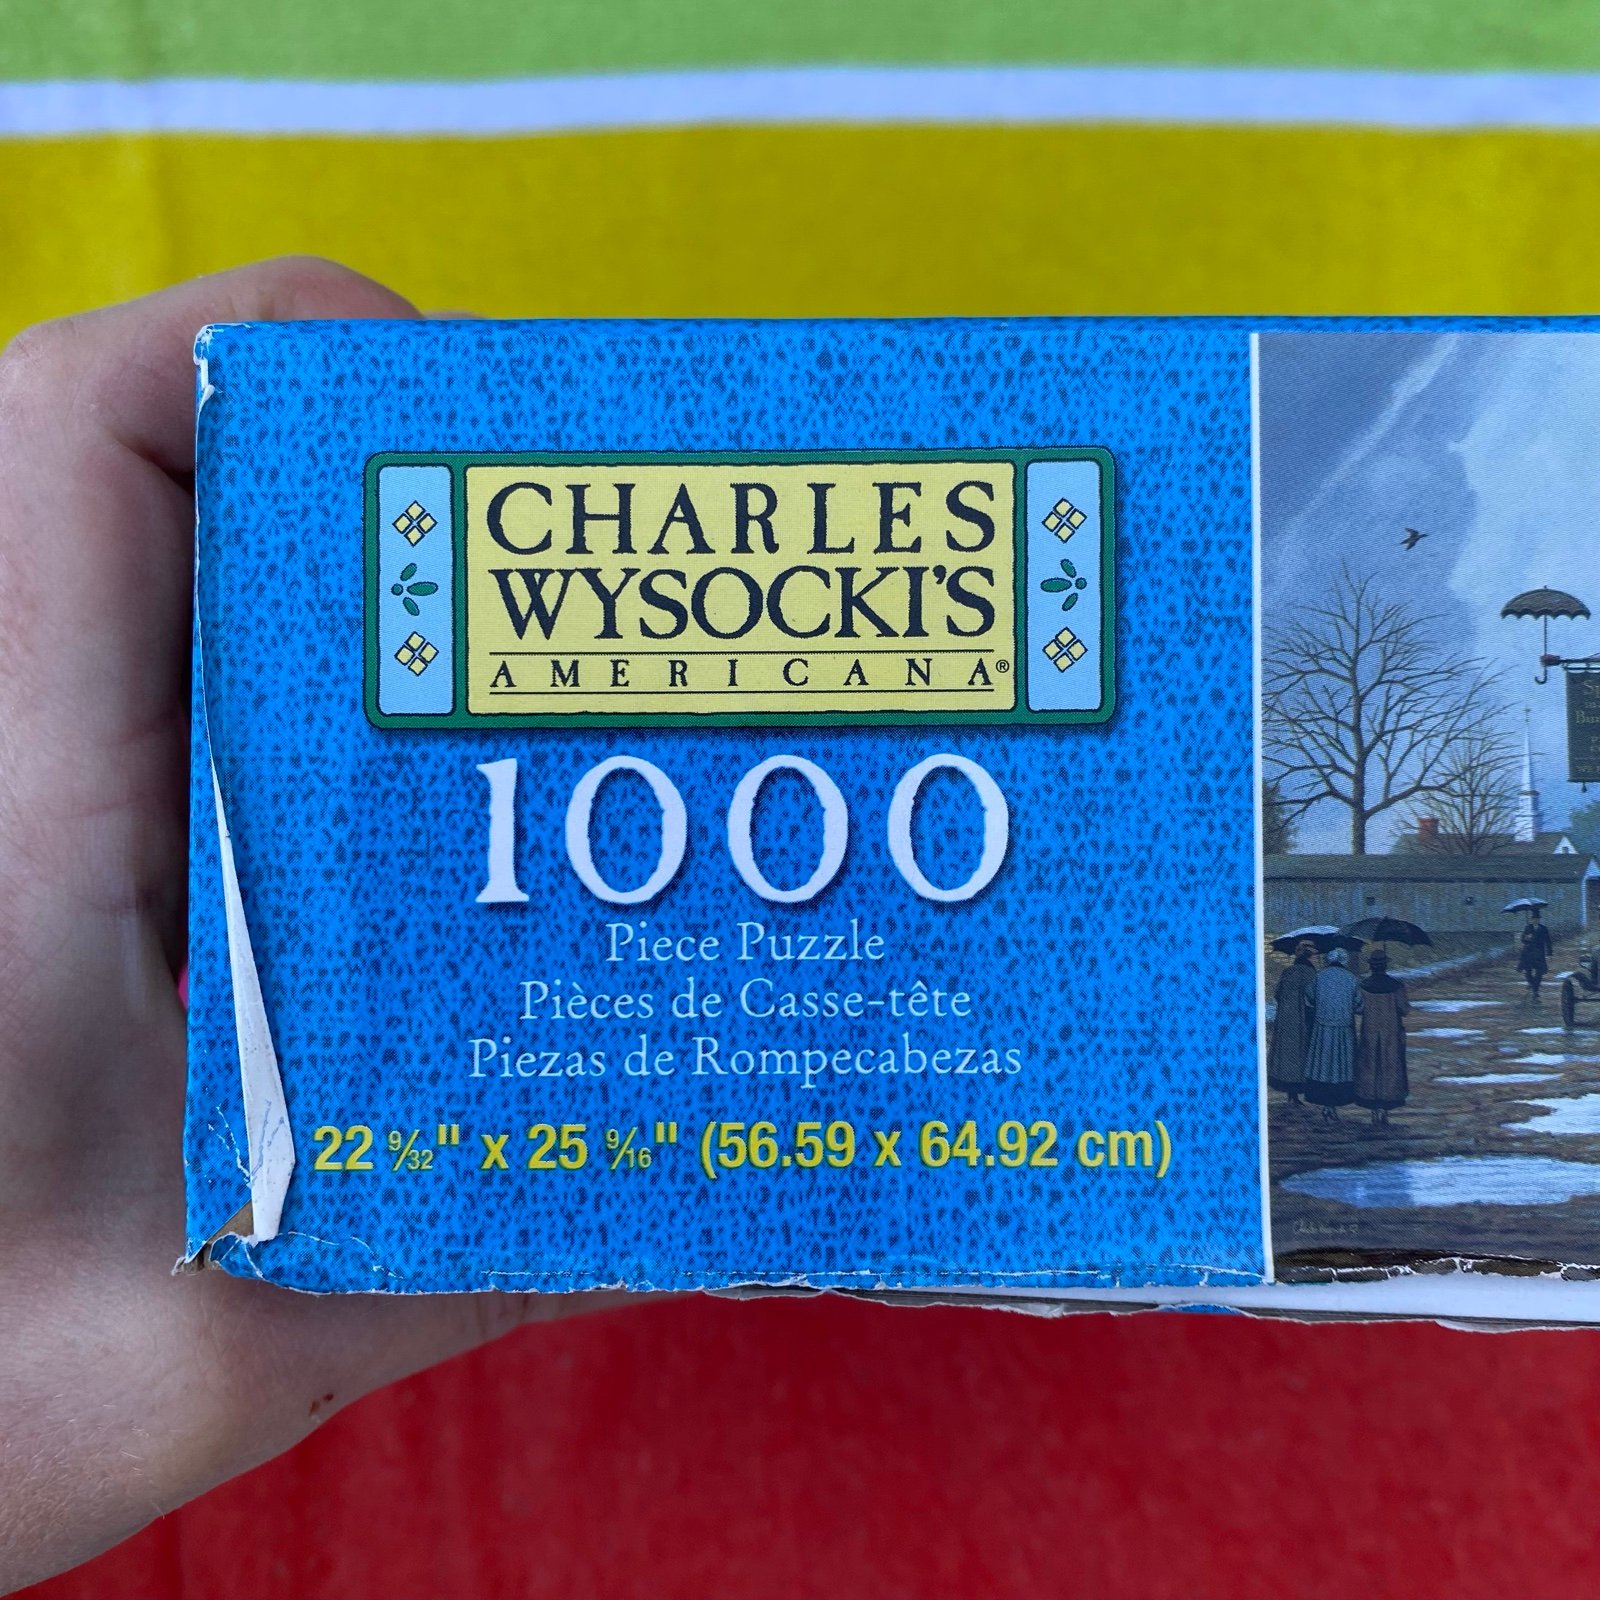 CHARLES
WYSOCKI'S
AMERICANA®
1000
Piece Puzzle
Pièces de Casse-tête
Piezas de Rompecabezas
22 9/32" x 25 9/16" (56.59 x 64.92 cm)